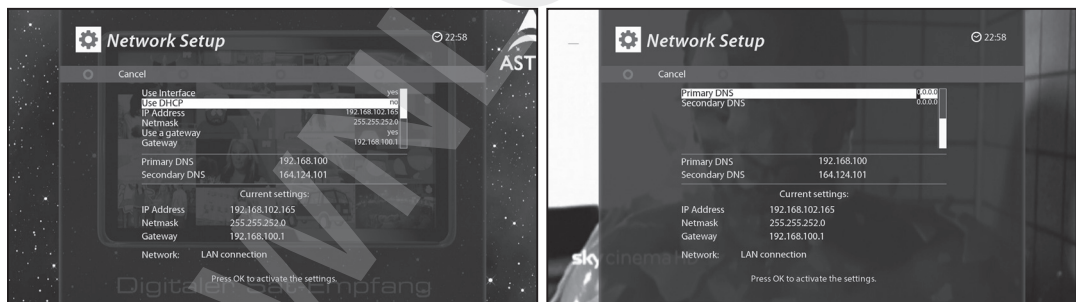 Network Setup
22:58
AST
Cancel
Use Interface yes
Use DHCP no
IP Address 192.168.102.165
Netmask 255.255.252.0
Use a gateway yes
Gateway 192.168.100.1
Primary DNS 192.168.100
Secondary DNS 164.124.101
Current settings:
IP Address 192.168.102.165
Netmask 255.255.252.0
Gateway 192.168.100.1
Network: LAN connection
Press OK to activate the settings.
Digitaler Sat-Empfang
Network Setup
22:58
Cancel
Primary DNS 0.0.0.0
Secondary DNS 0.0.0.0
Primary DNS 192.168.100
Secondary DNS 164.124.101
Current settings:
IP Address 192.168.102.165
Netmask 255.255.252.0
Gateway 192.168.100.1
Network: LAN connection
sky cinema
Press OK to activate the settings.